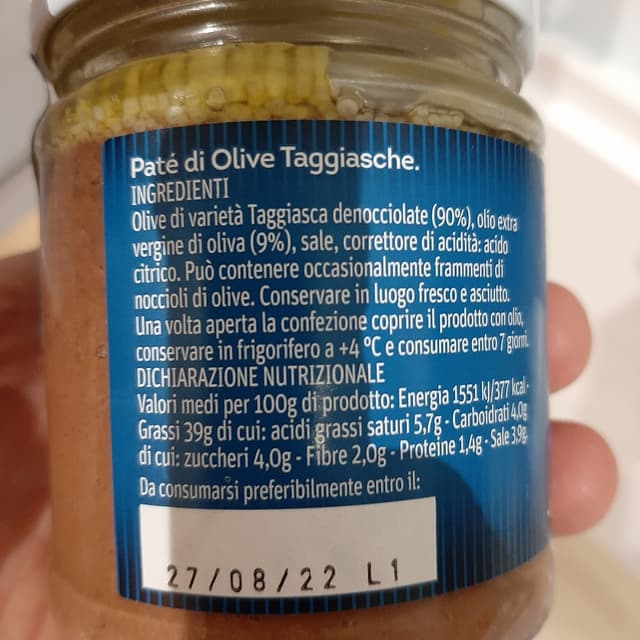 Paté di Olive Taggiasche.
INGREDIENTI
Olive di varietà Taggiasca denocciolate (90%), olio extra
vergine di oliva (9%), sale, correttore di acidità: acido
citrico. Può contenere occasionalmente frammenti di
noccioli di olive. Conservare in luogo fresco e asciutto.
Una volta aperta la confezione coprire il prodotto con olio,
conservare in frigorifero a +4 °C e consumare entro 7 giorni.
DICHIARAZIONE NUTRIZIONALE
Valori medi per 100g di prodotto: Energia 1551 kJ/377 kcal -
Grassi 39g di cui: acidi grassi saturi 5,7g - Carboidrati 4,0g
di cui: zuccheri 4,0g - Fibre 2,0g - Proteine 1,4g - Sale 3,9g.
Da consumarsi preferibilmente entro il:
27/08/22 L1